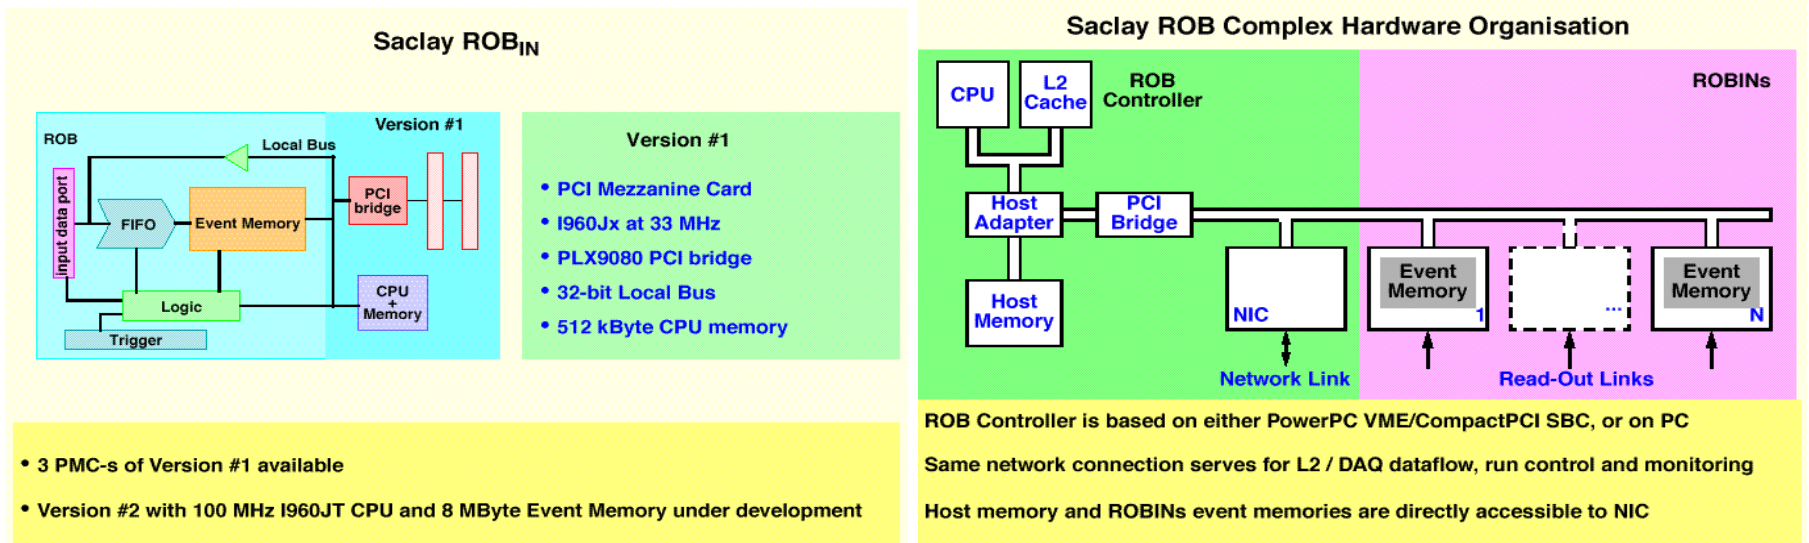 Saclay ROBIN
ROB
Version #1
Local Bus
input data port
FIFO
Event Memory
PCI
bridge
Logic
CPU
+
Memory
Trigger
Version #1
• PCI Mezzanine Card
• I960Jx at 33 MHz
• PLX9080 PCI bridge
• 32-bit Local Bus
• 512 kByte CPU memory
• 3 PMC-s of Version #1 available
• Version #2 with 100 MHz I960JT CPU and 8 MByte Event Memory under development
Saclay ROB Complex Hardware Organisation
CPU
L2
Cache
ROB
Controller
ROBINs
Host
Adapter
PCI
Bridge
Host
Memory
NIC
Event
Memory
1
...
Event
Memory
N
Network Link
Read-Out Links
ROB Controller is based on either PowerPC VME/CompactPCI SBC, or on PC
Same network connection serves for L2 / DAQ dataflow, run control and monitoring
Host memory and ROBINs event memories are directly accessible to NIC